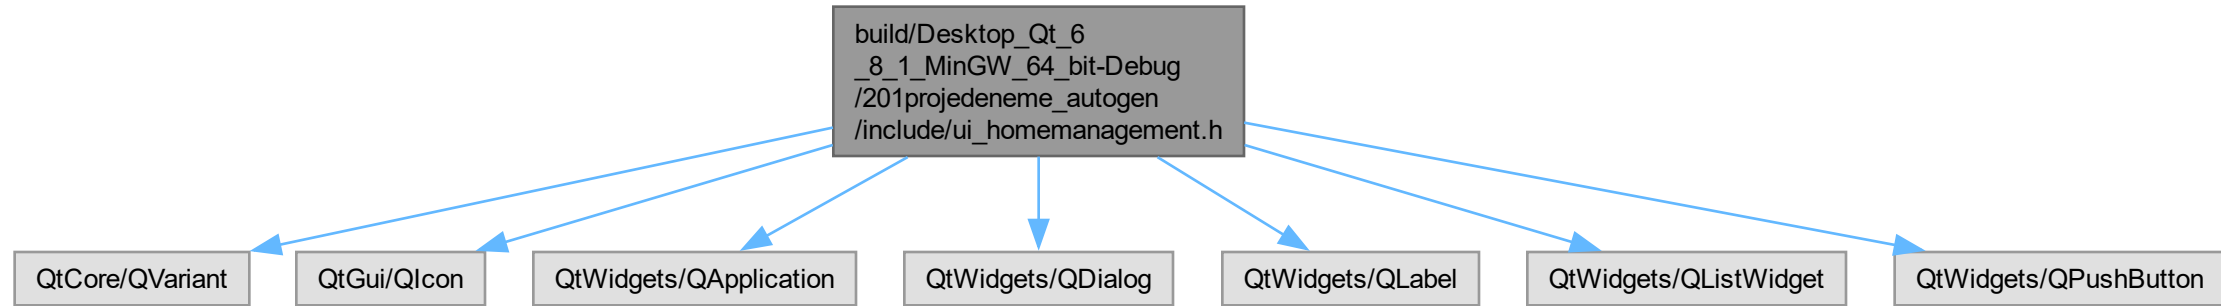 build/Desktop_Qt_6
_8_1_MinGW_64_bit-Debug
/201projedeneme_autogen
/include/ui_homemanagement.h
QtCore/QVariant
QtGui/QIcon
QtWidgets/QApplication
QtWidgets/QDialog
QtWidgets/QLabel
QtWidgets/QListWidget
QtWidgets/QPushButton